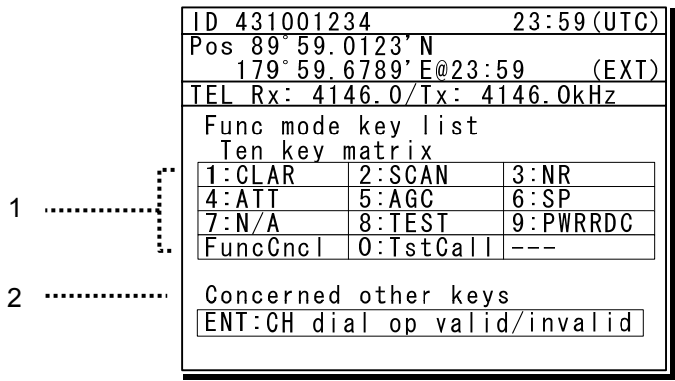 ID 431001234 23:59(UTC)
Pos 89°59.0123'N
179°59.6789'E@23:59 (EXT)
TEL Rx: 4146.0/Tx: 4146.0kHz
Func mode key list
Ten key matrix
1:CLAR 2:SCAN 3:NR
4:ATT 5:AGC 6:SP
7:N/A 8:TEST 9:PWRRDC
FuncCncl 0:TstCall ---
1
2 Concerned other keys
ENT:CH dial op valid/invalid